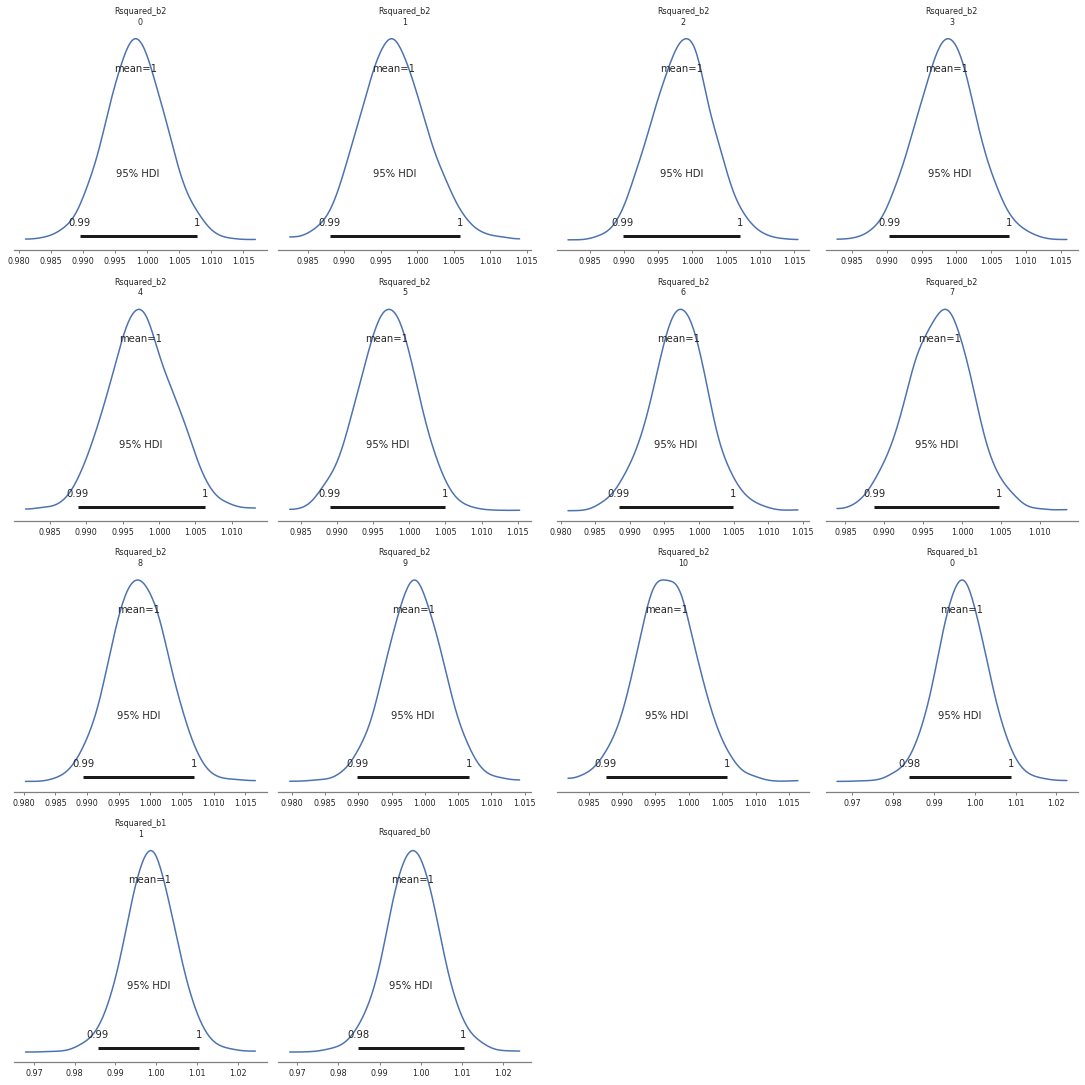 Rsquared_b2
0
mean=1
95% HDI
0.99 1
0.980 0.985 0.990 0.995 1.000 1.005 1.010 1.015
Rsquared_b2
1
mean=1
95% HDI
0.99 1
0.985 0.990 0.995 1.000 1.005 1.010 1.015
Rsquared_b2
2
mean=1
95% HDI
0.99 1
0.985 0.990 0.995 1.000 1.005 1.010 1.015
Rsquared_b2
3
mean=1
95% HDI
0.99 1
0.985 0.990 0.995 1.000 1.005 1.010 1.015
Rsquared_b2
4
mean=1
95% HDI
0.99 1
0.985 0.990 0.995 1.000 1.005 1.010
Rsquared_b2
5
mean=1
95% HDI
0.99 1
0.985 0.990 0.995 1.000 1.005 1.010 1.015
Rsquared_b2
6
mean=1
95% HDI
0.99 1
0.980 0.985 0.990 0.995 1.000 1.005 1.010 1.015
Rsquared_b2
7
mean=1
95% HDI
0.99 1
0.985 0.990 0.995 1.000 1.005 1.010
Rsquared_b2
8
mean=1
95% HDI
0.99 1
0.980 0.985 0.990 0.995 1.000 1.005 1.010 1.015
Rsquared_b2
9
mean=1
95% HDI
0.99 1
0.980 0.985 0.990 0.995 1.000 1.005 1.010 1.015
Rsquared_b2
10
mean=1
95% HDI
0.99 1
0.985 0.990 0.995 1.000 1.005 1.010 1.015
Rsquared_b1
0
mean=1
95% HDI
0.98 1
0.97 0.98 0.99 1.00 1.01 1.02
Rsquared_b1
1
mean=1
95% HDI
0.99 1
0.97 0.98 0.99 1.00 1.01 1.02
Rsquared_b0
mean=1
95% HDI
0.98 1
0.97 0.98 0.99 1.00 1.01 1.02